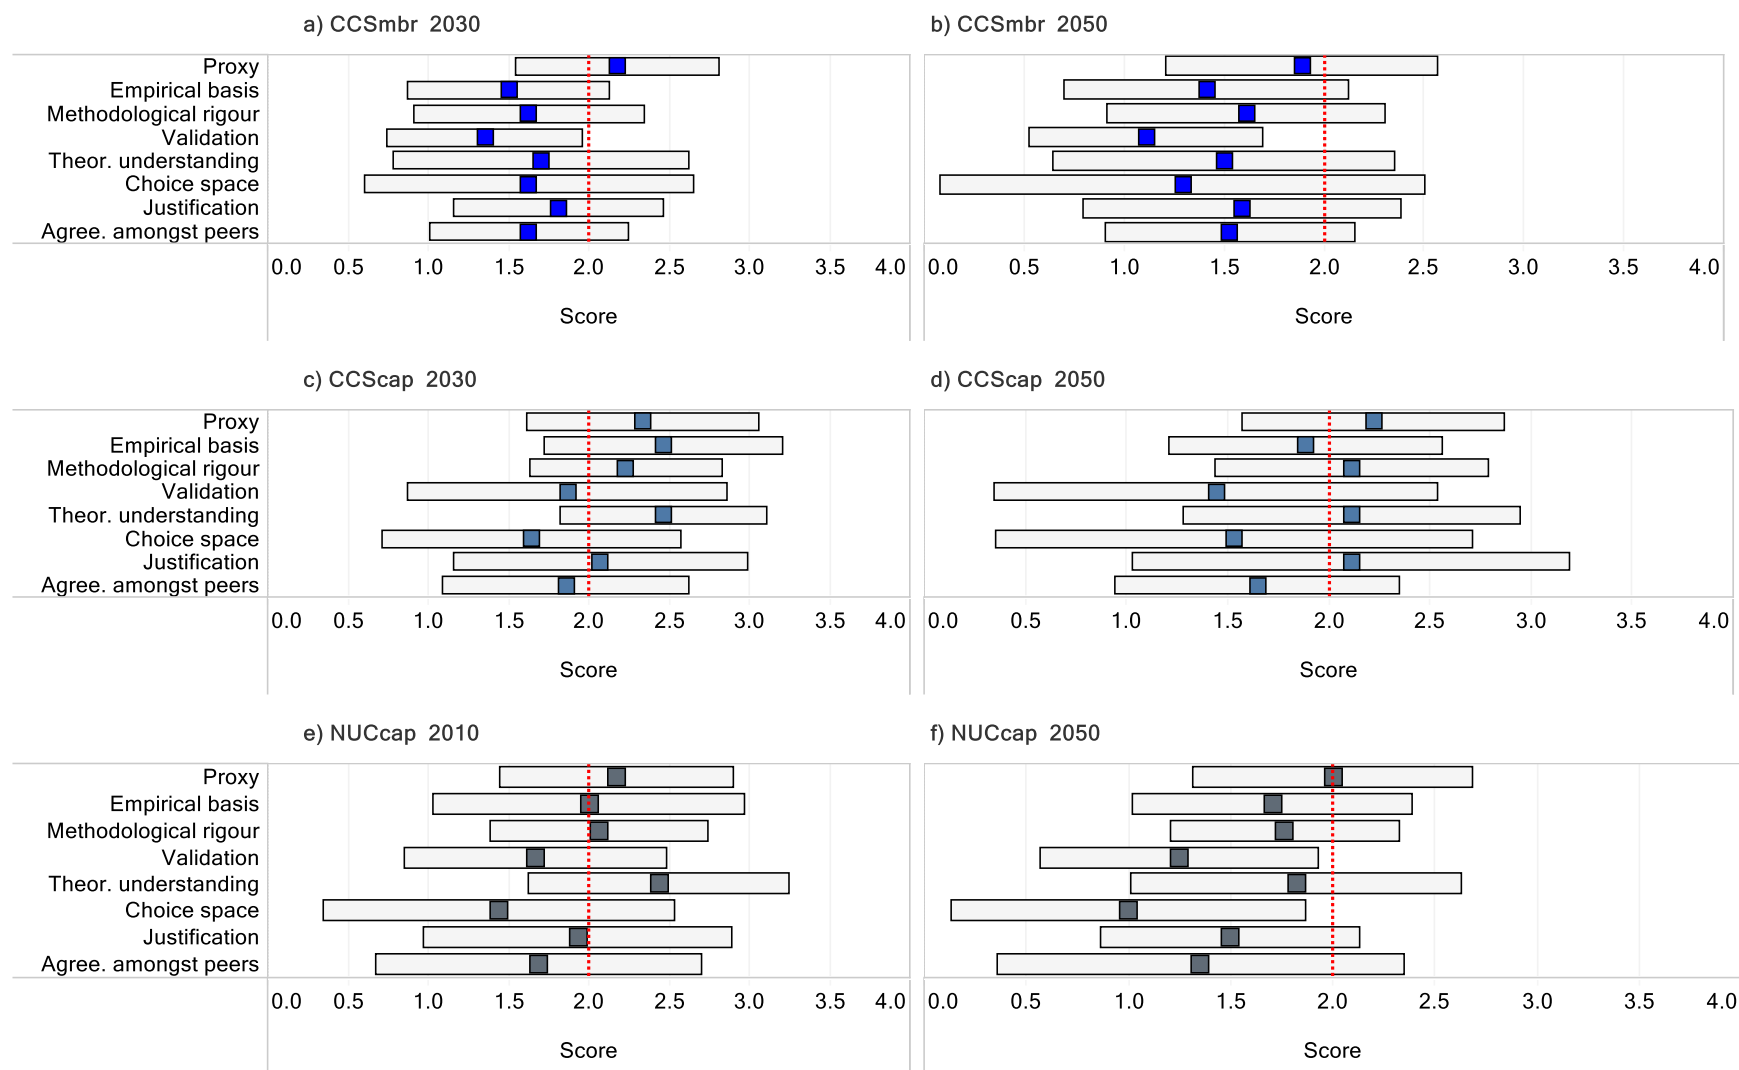 a) CCSmbr 2030
b) CCSmbr 2050
Proxy
Empirical basis
Methodological rigour
Validation
Theor. understanding
Choice space
Justification
Agree. amongst peers
0.0 0.5 1.0 1.5 2.0 2.5 3.0 3.5 4.0
0.0 0.5 1.0 1.5 2.0 2.5 3.0 3.5 4.0
Score
Score
c) CCScap 2030
d) CCScap 2050
Proxy
Empirical basis
Methodological rigour
Validation
Theor. understanding
Choice space
Justification
Agree. amongst peers
0.0 0.5 1.0 1.5 2.0 2.5 3.0 3.5 4.0
0.0 0.5 1.0 1.5 2.0 2.5 3.0 3.5 4.0
Score
Score
e) NUCcap 2010
f) NUCcap 2050
Proxy
Empirical basis
Methodological rigour
Validation
Theor. understanding
Choice space
Justification
Agree. amongst peers
0.0 0.5 1.0 1.5 2.0 2.5 3.0 3.5 4.0
0.0 0.5 1.0 1.5 2.0 2.5 3.0 3.5 4.0
Score
Score